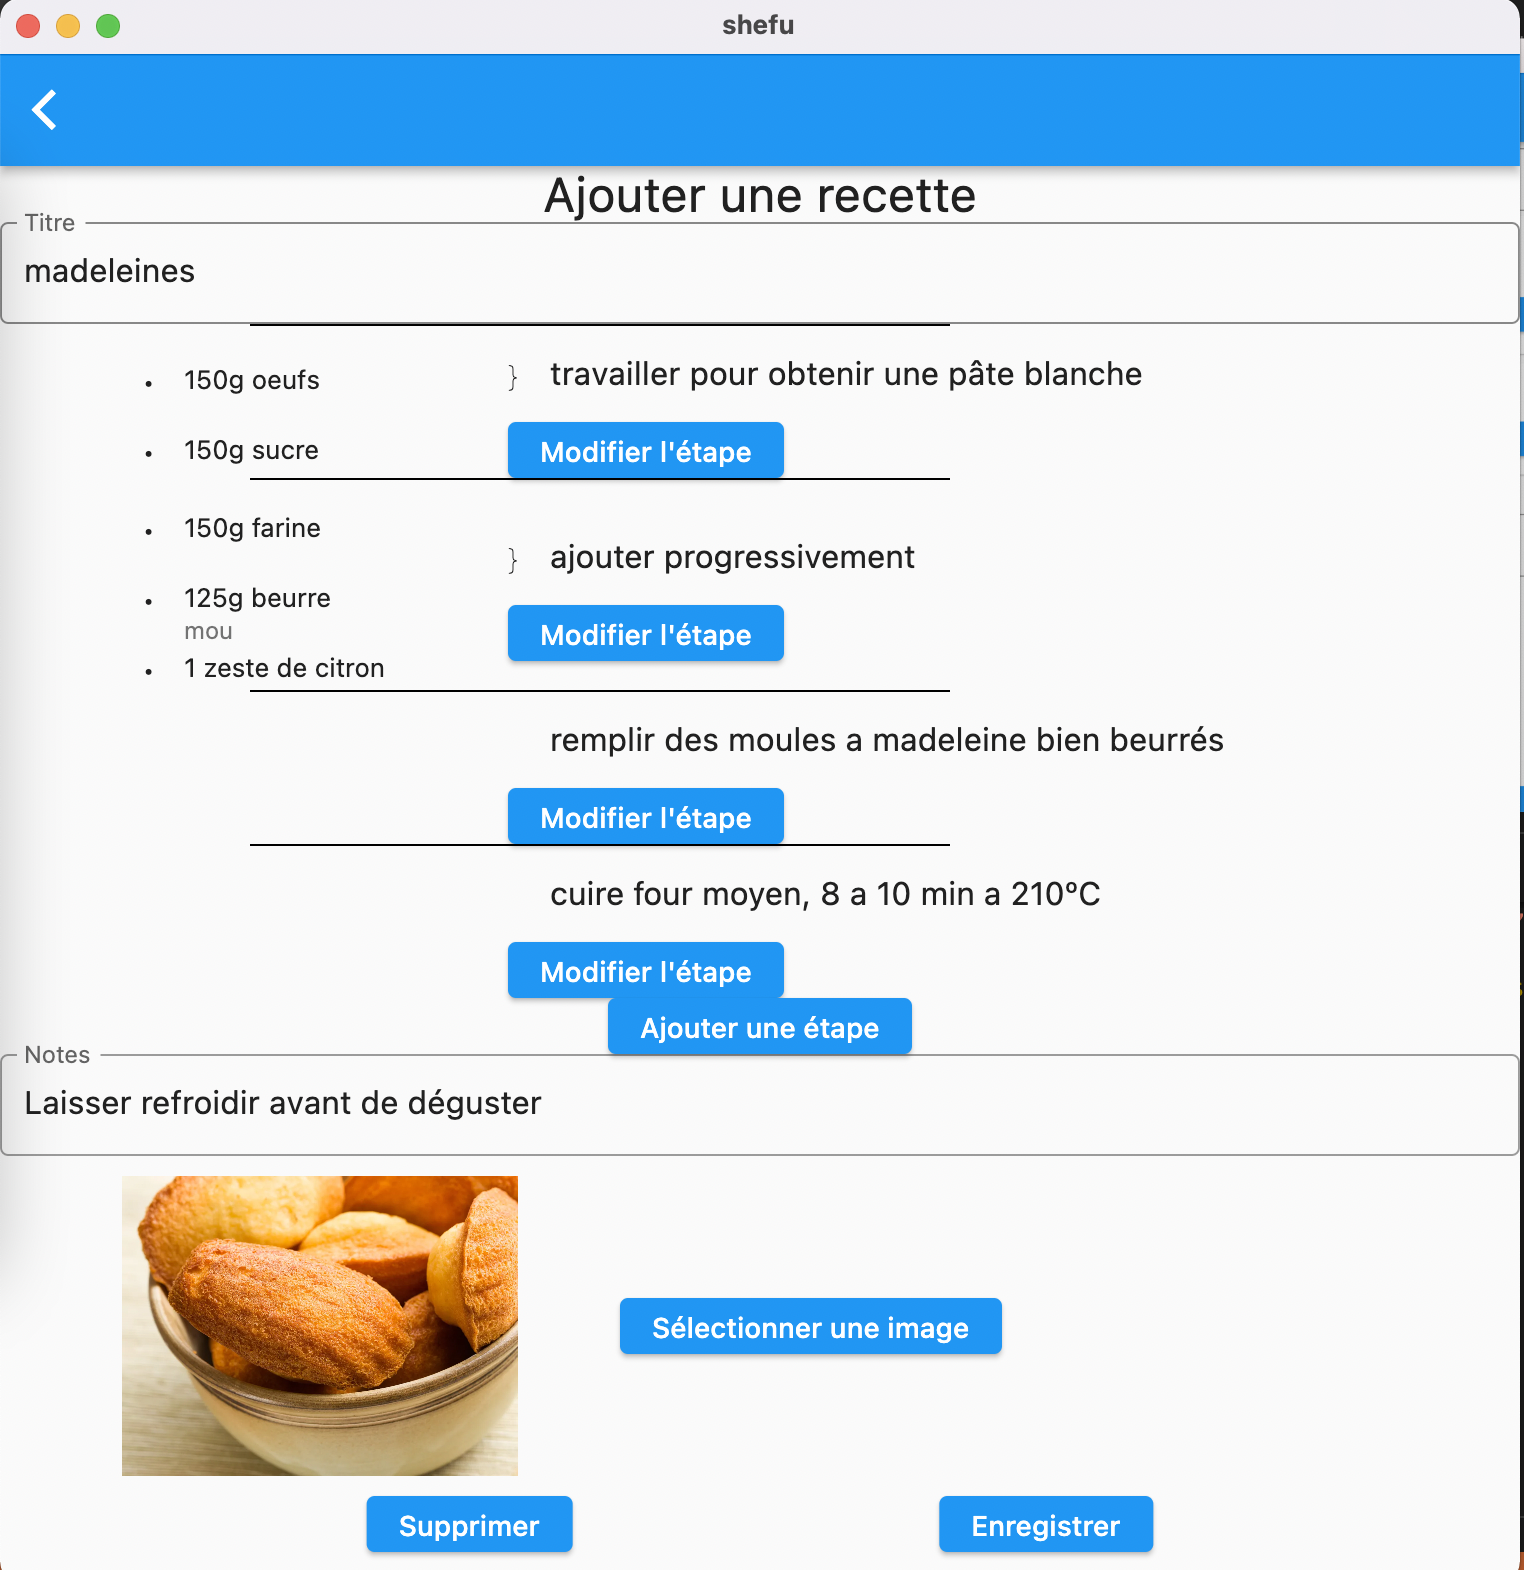 shefu
Ajouter une recette
Titre
madeleines
• 150g oeufs
• 150g sucre
} travailler pour obtenir une pâte blanche
Modifier l'étape
• 150g farine
• 125g beurre
mou
• 1 zeste de citron
} ajouter progressivement
Modifier l'étape
remplir des moules a madeleine bien beurrés
Modifier l'étape
cuire four moyen, 8 a 10 min a 210°C
Modifier l'étape
Ajouter une étape
Notes
Laisser refroidir avant de déguster
Sélectionner une image
Supprimer
Enregistrer